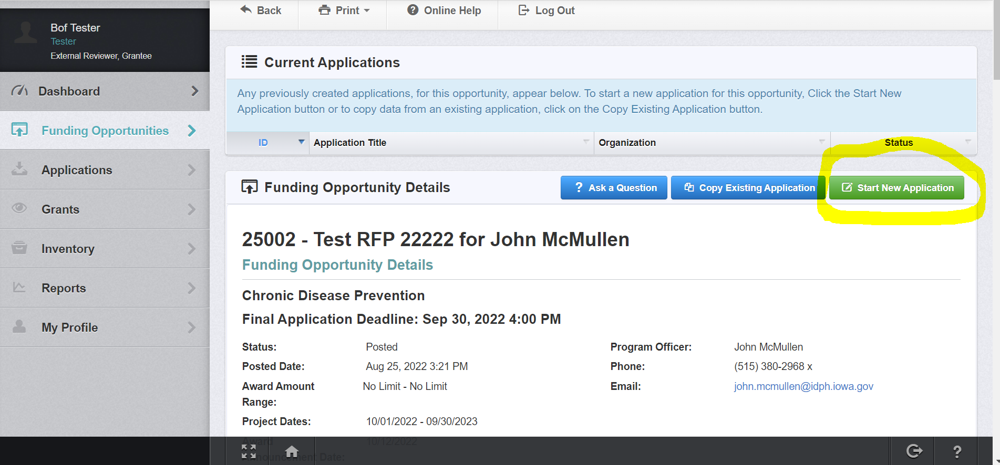 Bof Tester
Tester
External Reviewer, Grantee
Dashboard
Funding Opportunities
Applications
Grants
Inventory
Reports
My Profile
Back
Print
Online Help
Log Out
Current Applications
Any previously created applications, for this opportunity, appear below. To start a new application for this opportunity, Click the Start New
Application button or to copy data from an existing application, click on the Copy Existing Application button.
ID Application Title Organization Status
Funding Opportunity Details
? Ask a Question
Copy Existing Application
Start New Application
25002 - Test RFP 22222 for John McMullen
Funding Opportunity Details
Chronic Disease Prevention
Final Application Deadline: Sep 30, 2022 4:00 PM
Status: Posted
Program Officer: John McMullen
Posted Date: Aug 25, 2022 3:21 PM
Phone: (515) 380-2968 x
Award Amount No Limit - No Limit
Range:
Email: john.mcmullen@idph.iowa.gov
Project Dates: 10/01/2022 - 09/30/2023
Award 10/12/2022
Announcement Date: